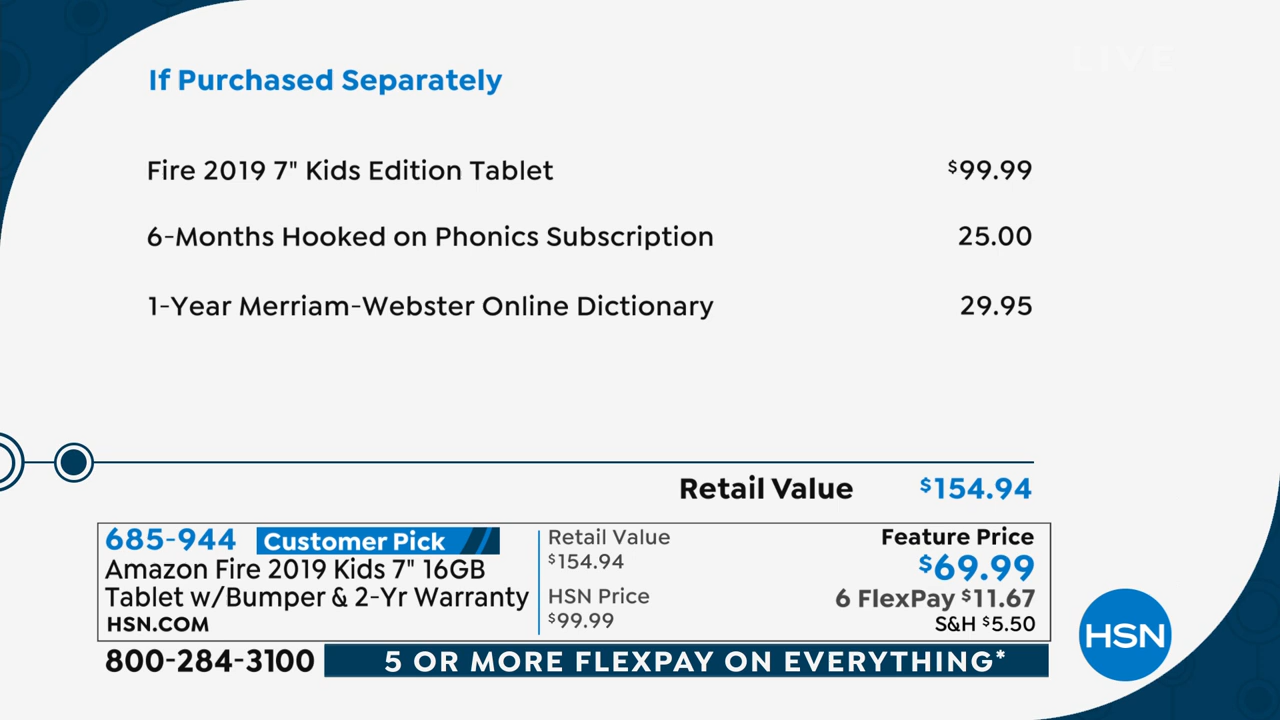 LIVE
If Purchased Separately
Fire 2019 7" Kids Edition Tablet $99.99
6-Months Hooked on Phonics Subscription 25.00
1-Year Merriam-Webster Online Dictionary 29.95
Retail Value $154.94
685-944 Customer Pick
Amazon Fire 2019 Kids 7" 16GB
Tablet w/Bumper & 2-Yr Warranty
HSN.COM
Retail Value
$154.94
HSN Price
$99.99
Feature Price
$69.99
6 FlexPay $11.67
S&H $5.50
HSN
800-284-3100 5 OR MORE FLEXPAY ON EVERYTHING*